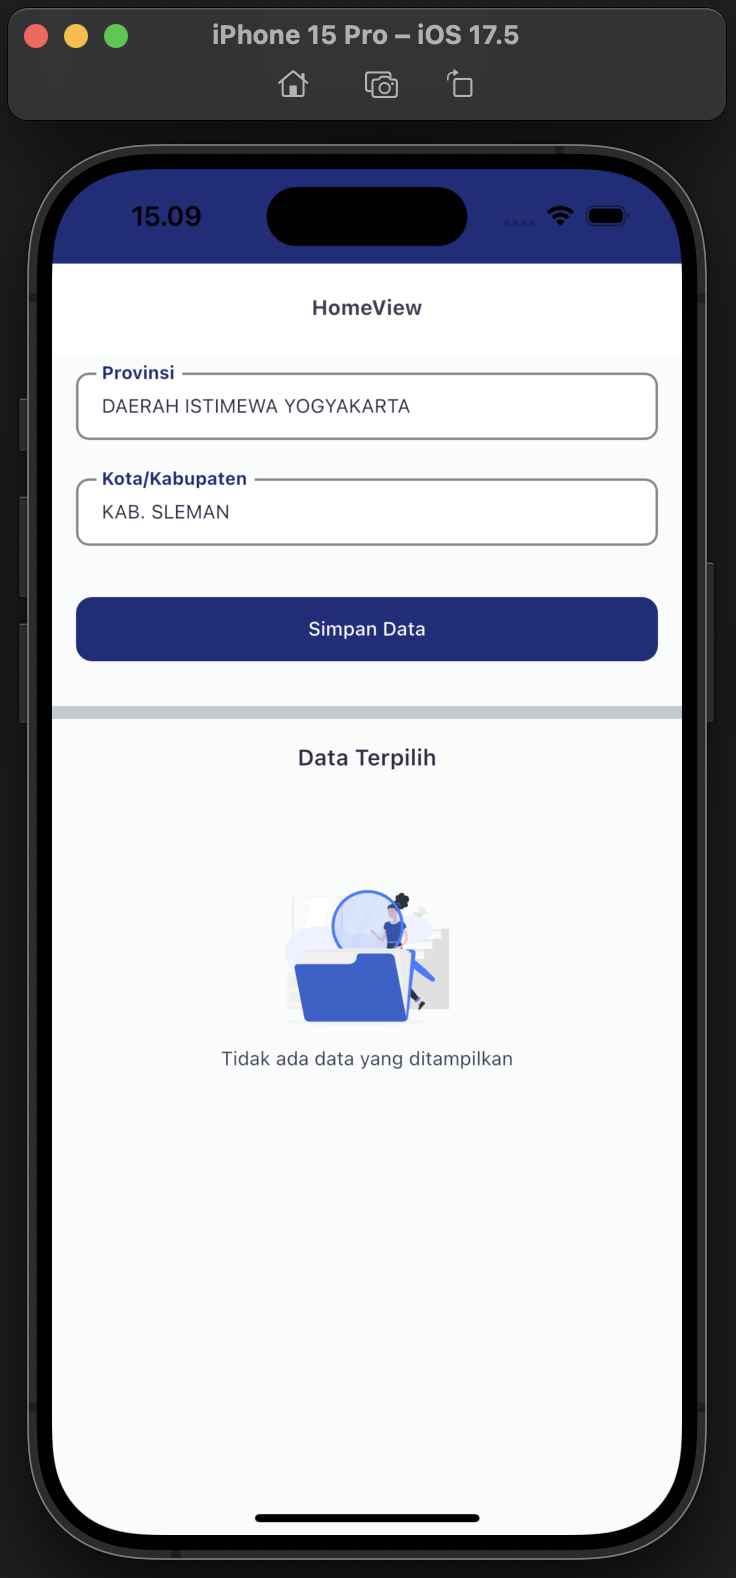 iPhone 15 Pro – iOS 17.5
15.09
HomeView
Provinsi
DAERAH ISTIMEWA YOGYAKARTA
Kota/Kabupaten
KAB. SLEMAN
Simpan Data
Data Terpilih
Tidak ada data yang ditampilkan